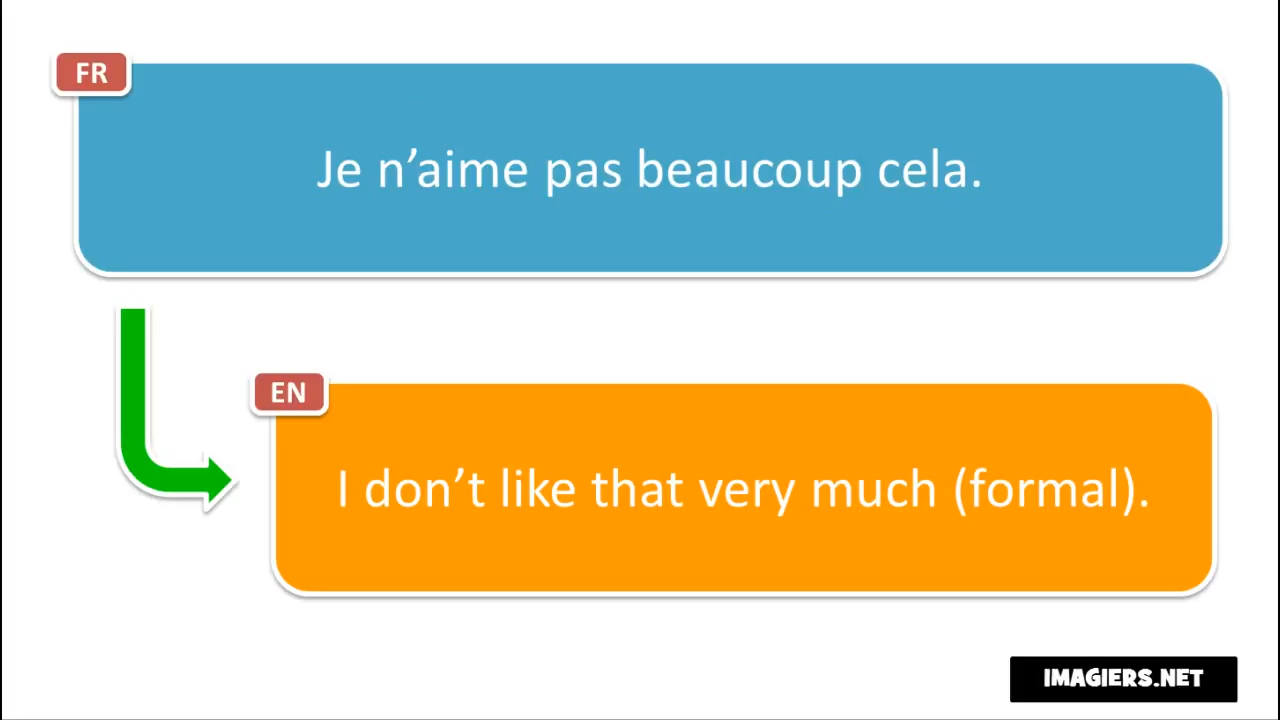 FR
Je n’aime pas beaucoup cela.
EN
I don’t like that very much (formal).
IMAGIERS.NET